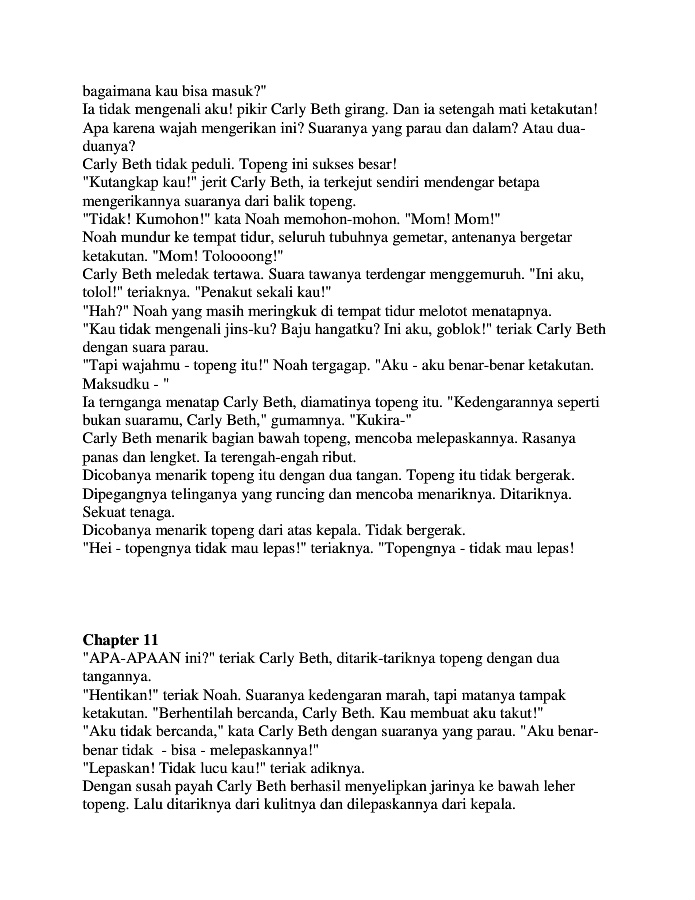 bagaimana kau bisa masuk?"
Ia tidak mengenali aku! pikir Carly Beth girang. Dan ia setengah mati ketakutan!
Apa karena wajah mengerikan ini? Suaranya yang parau dan dalam? Atau dua-
duanya?
Carly Beth tidak peduli. Topeng ini sukses besar!
"Kutangkap kau!" jerit Carly Beth, ia terkejut sendiri mendengar betapa
mengerikannya suaranya dari balik topeng.
"Tidak! Kumohon!" kata Noah memohon-mohon. "Mom! Mom!"
Noah mundur ke tempat tidur, seluruh tubuhnya gemetar, antenanya bergetar
ketakutan. "Mom! Toloooong!"
Carly Beth meledak tertawa. Suara tawanya terdengar menggemuruh. "Ini aku,
tolol!" teriaknya. "Penakut sekali kau!"
"Hah?" Noah yang masih meringkuk di tempat tidur melotot menatapnya.
"Kau tidak mengenali jins-ku? Baju hangatku? Ini aku, goblok!" teriak Carly Beth
dengan suara parau.
"Tapi wajahmu - topeng itu!" Noah tergagap. "Aku - aku benar-benar ketakutan.
Maksudku - "
Ia ternganga menatap Carly Beth, diamatinya topeng itu. "Kedengarannya seperti
bukan suaramu, Carly Beth," gumamnya. "Kukira-"
Carly Beth menarik bagian bawah topeng, mencoba melepaskannya. Rasanya
panas dan lengket. Ia terengah-engah ribut.
Dicobanya menarik topeng itu dengan dua tangan. Topeng itu tidak bergerak.
Dipegangnya telinganya yang runcing dan mencoba menariknya. Ditariknya.
Sekuat tenaga.
Dicobanya menarik topeng dari atas kepala. Tidak bergerak.
"Hei - topengnya tidak mau lepas!" teriaknya. "Topengnya - tidak mau lepas!
Chapter 11
"APA-APAAN ini?" teriak Carly Beth, ditarik-tariknya topeng dengan dua
tangannya.
"Hentikan!" teriak Noah. Suaranya kedengaran marah, tapi matanya tampak
ketakutan. "Berhentilah bercanda, Carly Beth. Kau membuat aku takut!"
"Aku tidak bercanda," kata Carly Beth dengan suaranya yang parau. "Aku benar-
benar tidak  - bisa - melepaskannya!"
"Lepaskan! Tidak lucu kau!" teriak adiknya.
Dengan susah payah Carly Beth berhasil menyelipkan jarinya ke bawah leher
topeng. Lalu ditariknya dari kulitnya dan dilepaskannya dari kepala.